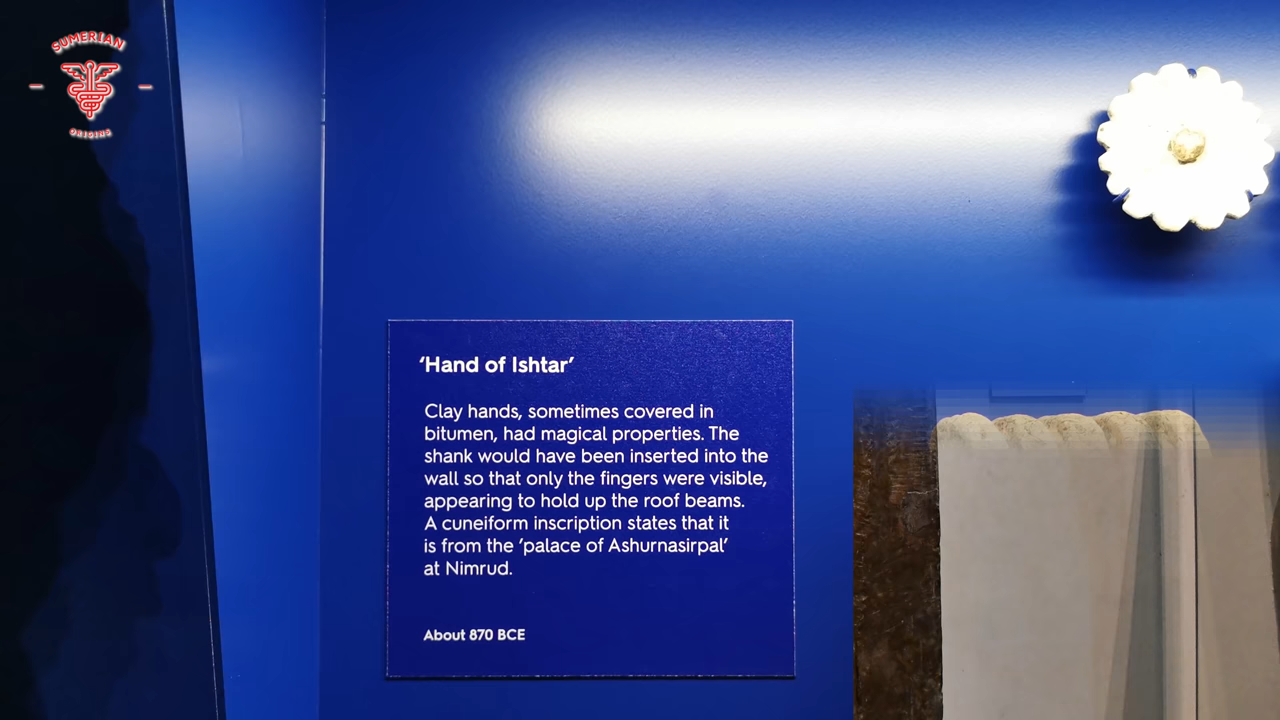 SUMERIAN
ORIGINS
‘Hand of Ishtar’
Clay hands, sometimes covered in
bitumen, had magical properties. The
shank would have been inserted into the
wall so that only the fingers were visible,
appearing to hold up the roof beams.
A cuneiform inscription states that it
is from the ‘palace of Ashurnasirpal’
at Nimrud.
About 870 BCE